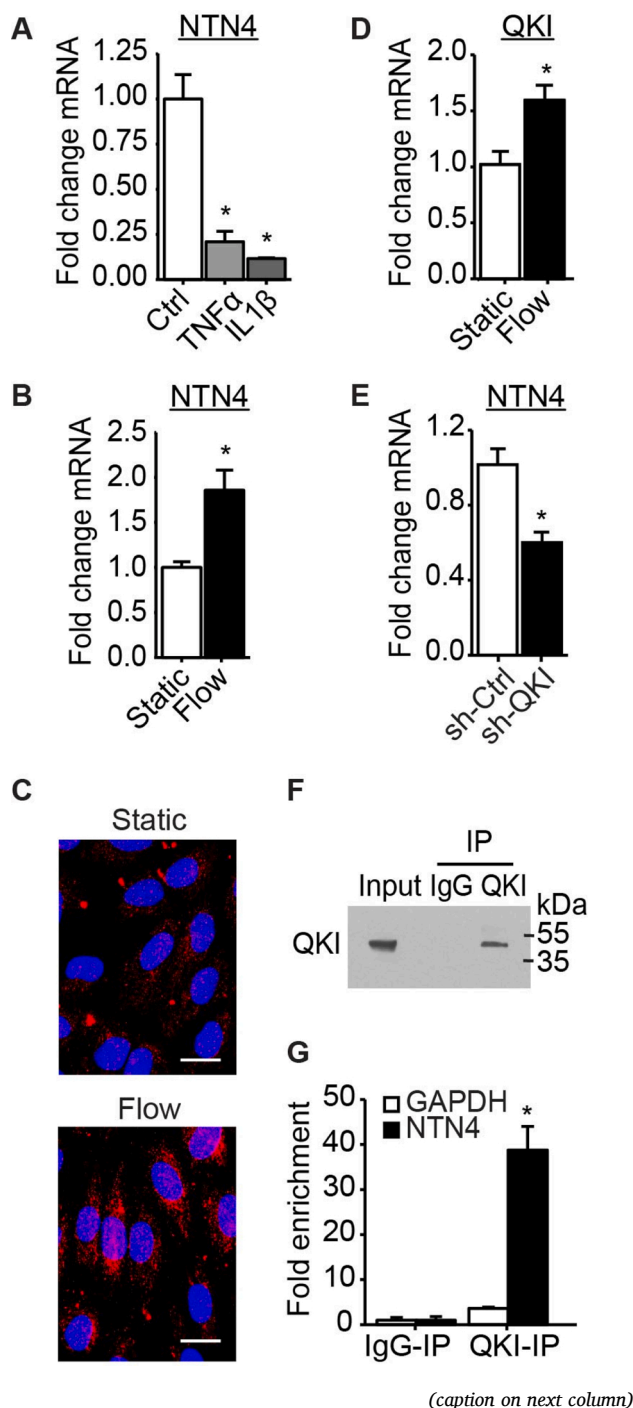 A
NTN4
Fold change mRNA
1.25
1.00
0.75
0.50
0.25
0.00
*
*
Ctrl
TNFα
IL1β
B
NTN4
Fold change mRNA
2.5
2.0
1.5
1.0
0.5
0.0
*
Static
Flow
C
Static
Flow
D
QKI
Fold change mRNA
2.0
1.5
1.0
0.5
0.0
*
Static
Flow
E
NTN4
Fold change mRNA
1.2
0.8
0.4
0.0
*
sh-Ctrl
sh-QKI
F
IP
Input IgG QKI
kDa
QKI
55
35
G
Fold enrichment
50
40
30
20
10
0
GAPDH
NTN4
*
IgG-IP QKI-IP
(caption on next column)